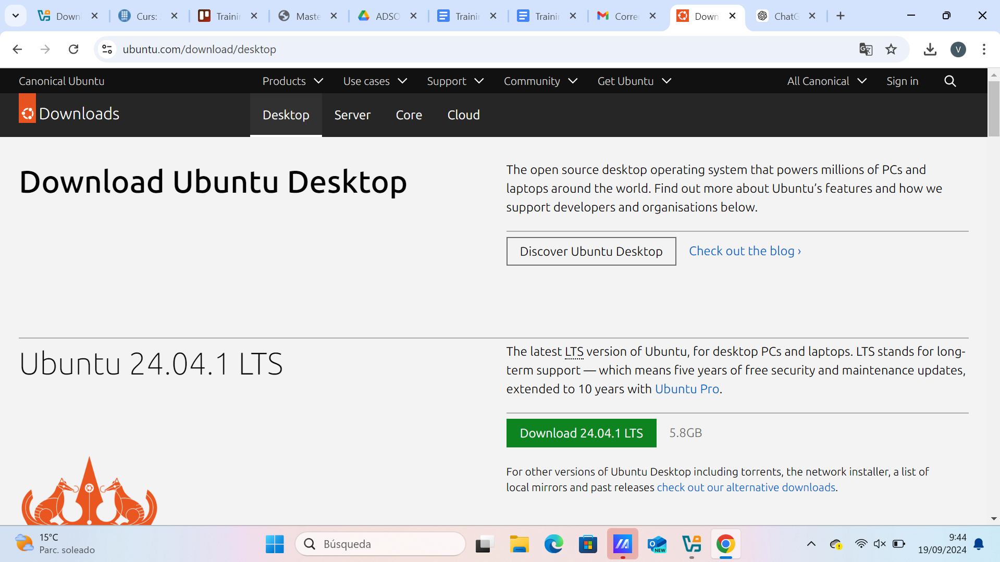 Down
Curs:
Traini
Maste
ADSO
Traini
Traini
Corre
Down
ChatG
ubuntu.com/download/desktop
V
Canonical Ubuntu
Products
Use cases
Support
Community
Get Ubuntu
All Canonical
Sign in
Downloads
Desktop
Server
Core
Cloud
Download Ubuntu Desktop
The open source desktop operating system that powers millions of PCs and
laptops around the world. Find out more about Ubuntu’s features and how we
support developers and organisations below.
Discover Ubuntu Desktop
Check out the blog ›
Ubuntu 24.04.1 LTS
The latest LTS version of Ubuntu, for desktop PCs and laptops. LTS stands for long-
term support — which means five years of free security and maintenance updates,
extended to 10 years with Ubuntu Pro.
Download 24.04.1 LTS
5.8GB
For other versions of Ubuntu Desktop including torrents, the network installer, a list of
local mirrors and past releases check out our alternative downloads.
15°C
Parc. soleado
Búsqueda
NEW
9:44
19/09/2024